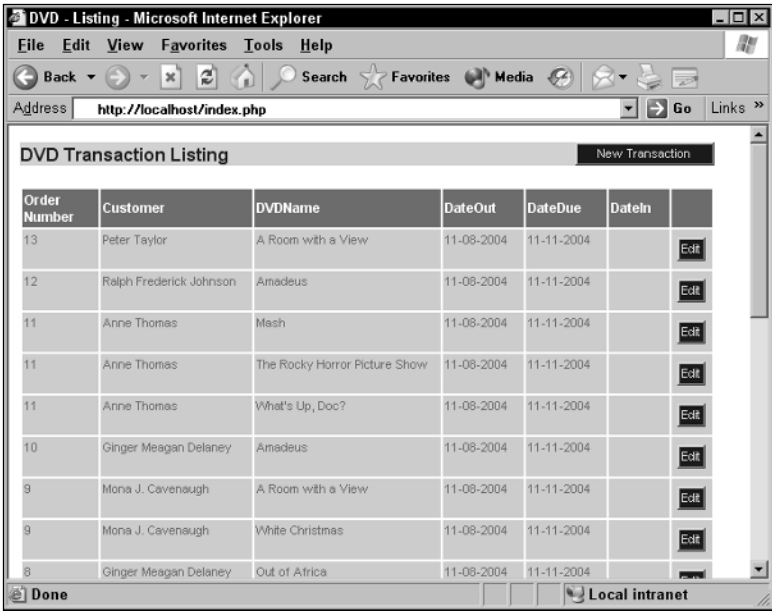 DVD - Listing - Microsoft Internet Explorer
File Edit View Favorites Tools Help
Back Search Favorites Media
Address http://localhost/index.php Go Links »
DVD Transaction Listing New Transaction
Order Number Customer DVDName DateOut DateDue DateIn
13 Peter Taylor A Room with a View 11-08-2004 11-11-2004 Edit
12 Ralph Frederick Johnson Amadeus 11-08-2004 11-11-2004 Edit
11 Anne Thomas Mash 11-08-2004 11-11-2004 Edit
11 Anne Thomas The Rocky Horror Picture Show 11-08-2004 11-11-2004 Edit
11 Anne Thomas What's Up, Doc? 11-08-2004 11-11-2004 Edit
10 Ginger Meagan Delaney Amadeus 11-08-2004 11-11-2004 Edit
9 Mona J. Cavenaugh A Room with a View 11-08-2004 11-11-2004 Edit
9 Mona J. Cavenaugh White Christmas 11-08-2004 11-11-2004 Edit
8 Ginger Meagan Delaney Out of Africa 11-08-2004 11-11-2004
Done Local intranet